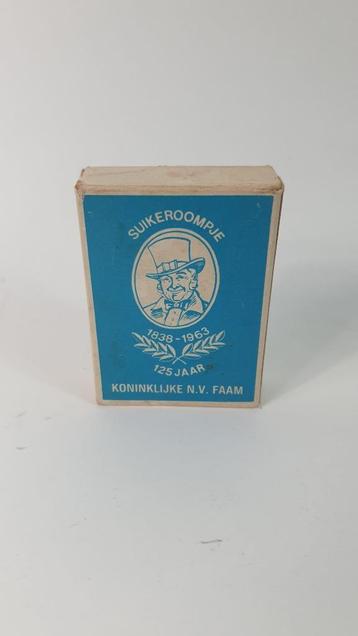 SUIKEROOMPJE
1838-1963
125 JAAR
KONINKLIJKE N.V. FAAM